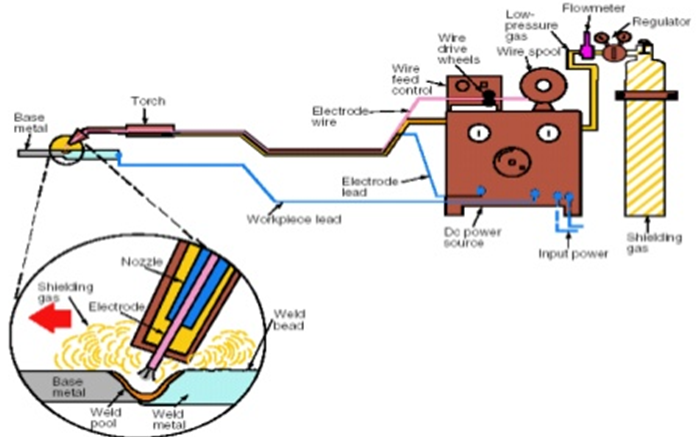 Flowmeter
Low-
pressure
gas
Regulator
Wire
drive
wheels
Wire spool
Wire
feed
control
Torch
Electrode
wire
Base
metal
Electrode
lead
Workpiece lead
Dc power
source
Input power
Shielding
gas
Nozzle
Shielding
gas
Electrode
Weld
bead
Base
metal
Weld
pool
Weld
metal